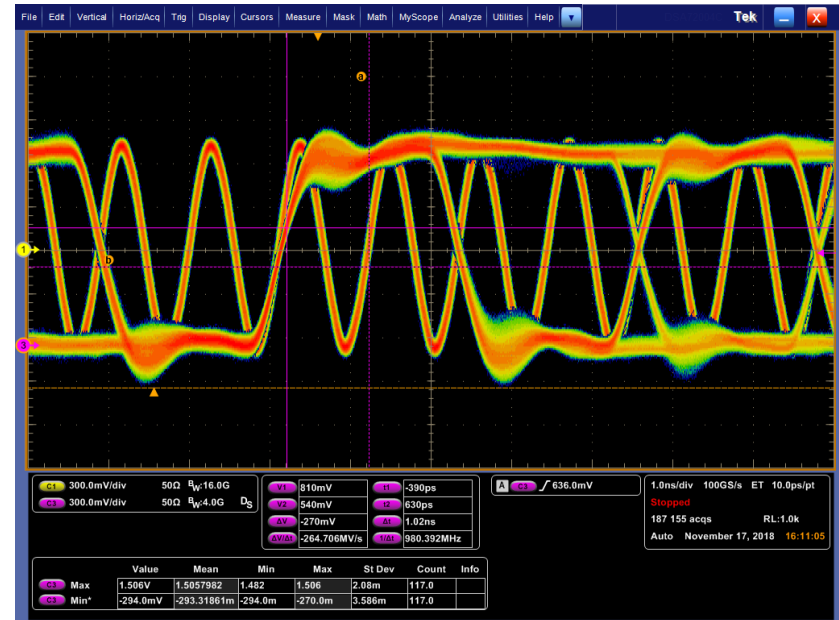 File Edit Vertical Horiz/Acq Trig Display Cursors Measure Mask Math MyScope Analyze Utilities Help Tek X
a
1
b
3
C1 300.0mV/div 50Ω BW:16.0G
C3 300.0mV/div 50Ω BW:4.0G DS
V1 810mV
V2 540mV
ΔV -270mV
ΔV/Δt -264.706MV/s
t1 -390ps
t2 630ps
Δt 1.02ns
1/Δt 980.392MHz
A C3 636.0mV
1.0ns/div 100GS/s ET 10.0ps/pt
Stopped
187 155 acqs RL:1.0k
Auto November 17, 2018 16:11:05
Value Mean Min Max St Dev Count Info
C3 Max 1.506V 1.5057982 1.482 1.506 2.08m 117.0
C3 Min* -294.0mV -293.31861m -294.0m -270.0m 3.586m 117.0